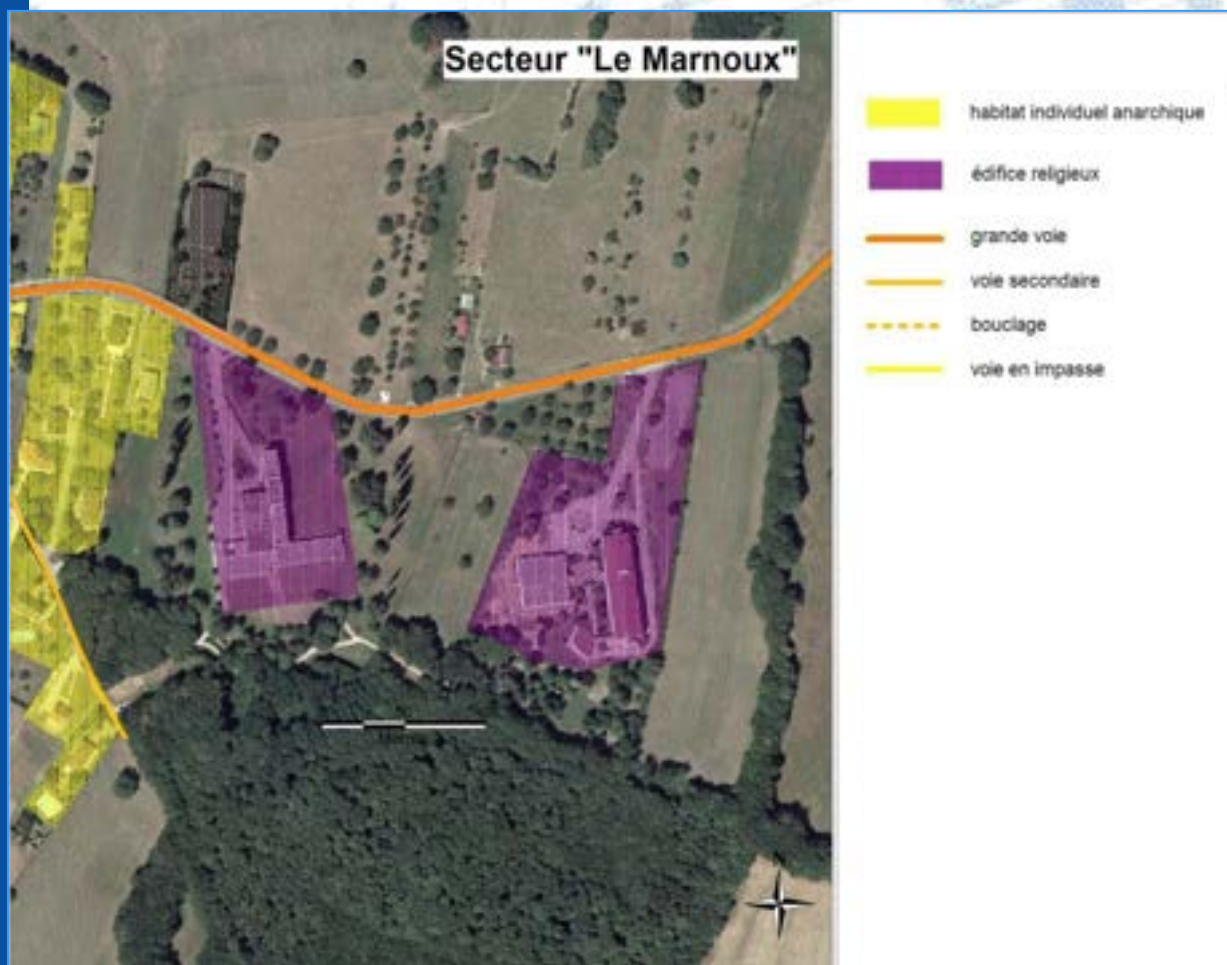 Secteur "Le Marnoux"
habitat individuel anarchique
édifice religieux
grande voie
voie secondaire
bouclage
voie en impasse